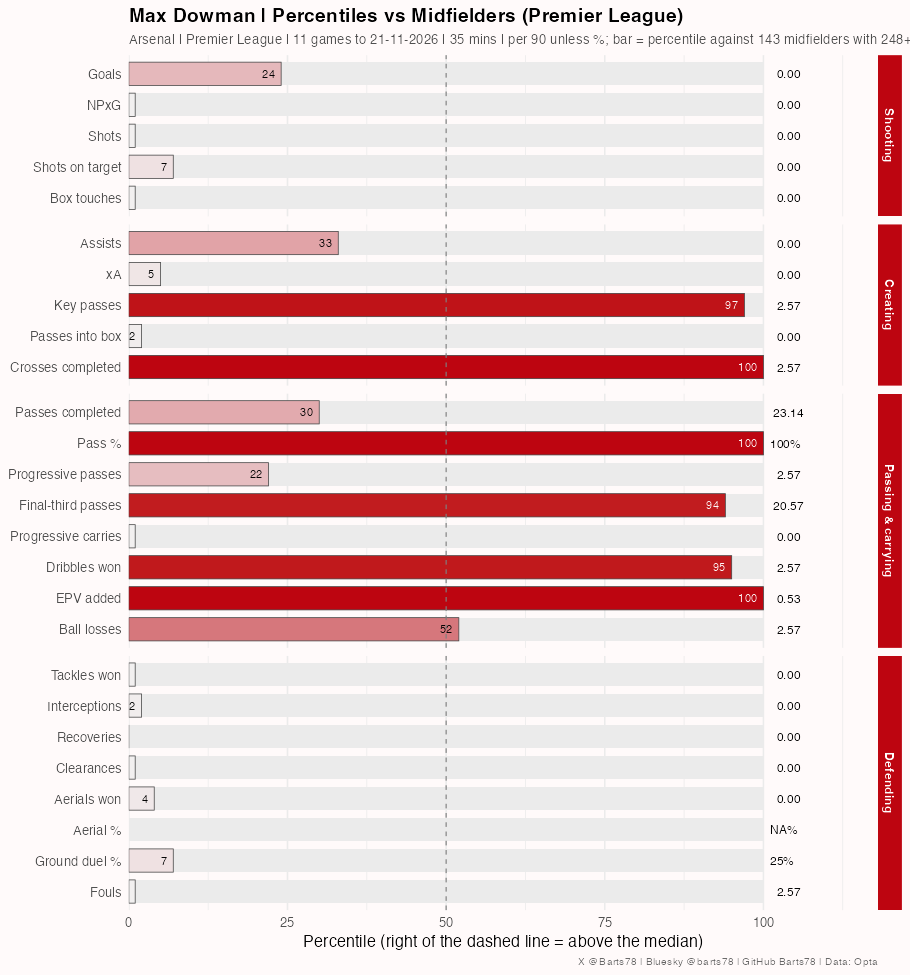 Max Dowman | Percentiles vs Midfielders (Premier League)
Arsenal | Premier League | 11 games to 21-11-2026 | 35 mins | per 90 unless %; bar = percentile against 143 midfielders with 248+
Goals 24 0.00
NPxG 0.00
Shots 0.00
Shots on target 7 0.00
Box touches 0.00
Shooting
Assists 33 0.00
xA 5 0.00
Key passes 97 2.57
Passes into box 2 0.00
Crosses completed 100 2.57
Creating
Passes completed 30 23.14
Pass % 100 100%
Progressive passes 22 2.57
Final-third passes 94 20.57
Progressive carries 0.00
Dribbles won 95 2.57
EPV added 100 0.53
Ball losses 52 2.57
Passing & carrying
Tackles won 0.00
Interceptions 2 0.00
Recoveries 0.00
Clearances 0.00
Aerials won 4 0.00
Aerial % NA%
Ground duel % 7 25%
Fouls 2.57
Defending
0 25 50 75 100
Percentile (right of the dashed line = above the median)
X @Barts78 | Bluesky @barts78 | GitHub Barts78 | Data: Opta